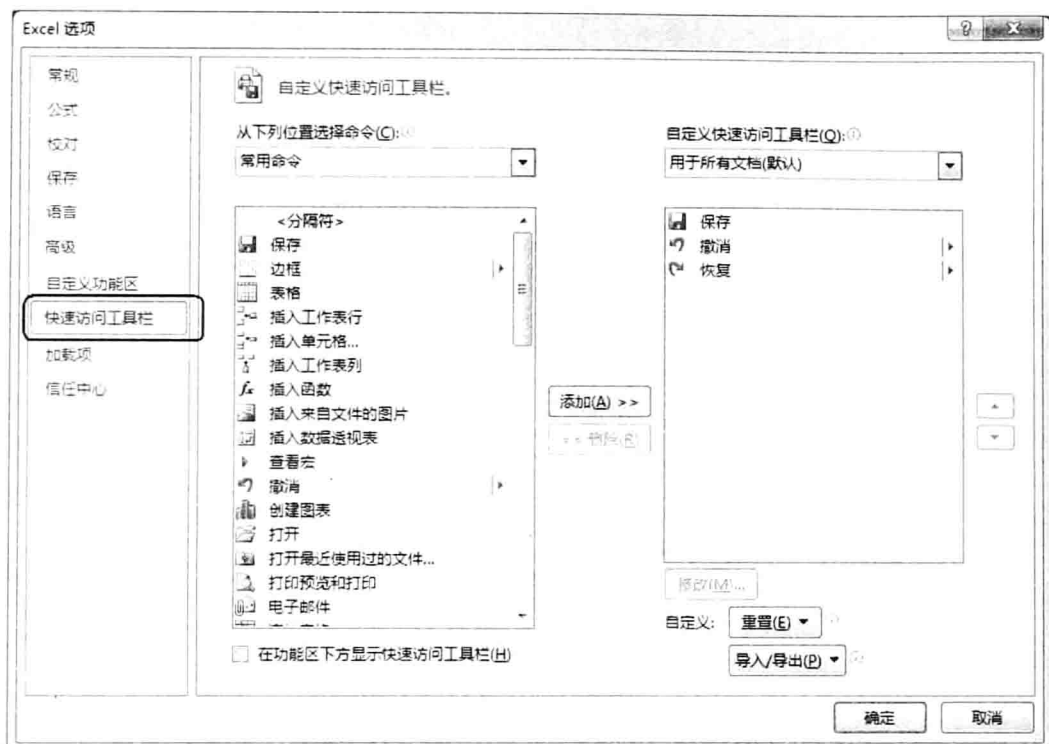 Excel 选项
常规
公式
校对
保存
语言
高级
自定义功能区
快速访问工具栏
加载项
信任中心
自定义快速访问工具栏。
从下列位置选择命令(C):
常用命令
<分隔符>
保存
边框
表格
插入工作表行
插入单元格...
插入工作表列
fx 插入函数
插入来自文件的图片
插入数据透视表
查看宏
撤消
创建图表
打开
打开最近使用过的文件...
打印预览和打印
电子邮件
在功能区下方显示快速访问工具栏(H)
添加(A) >>
<< 删除(R)
自定义快速访问工具栏(Q):
用于所有文档(默认)
保存
撤消
恢复
修改(M)...
自定义: 重置(E)
导入/导出(P)
确定 取消